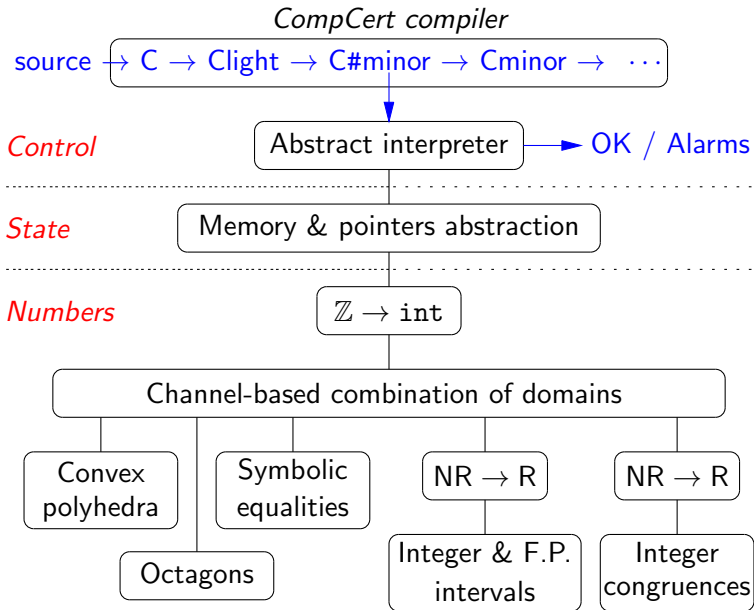 CompCert compiler
source → C → Clight → C#minor → Cminor → ···
Control
Abstract interpreter
OK / Alarms
State
Memory & pointers abstraction
Numbers
ℤ → int
Channel-based combination of domains
Convex
polyhedra
Symbolic
equalities
NR → R
NR → R
Octagons
Integer & F.P.
intervals
Integer
congruences